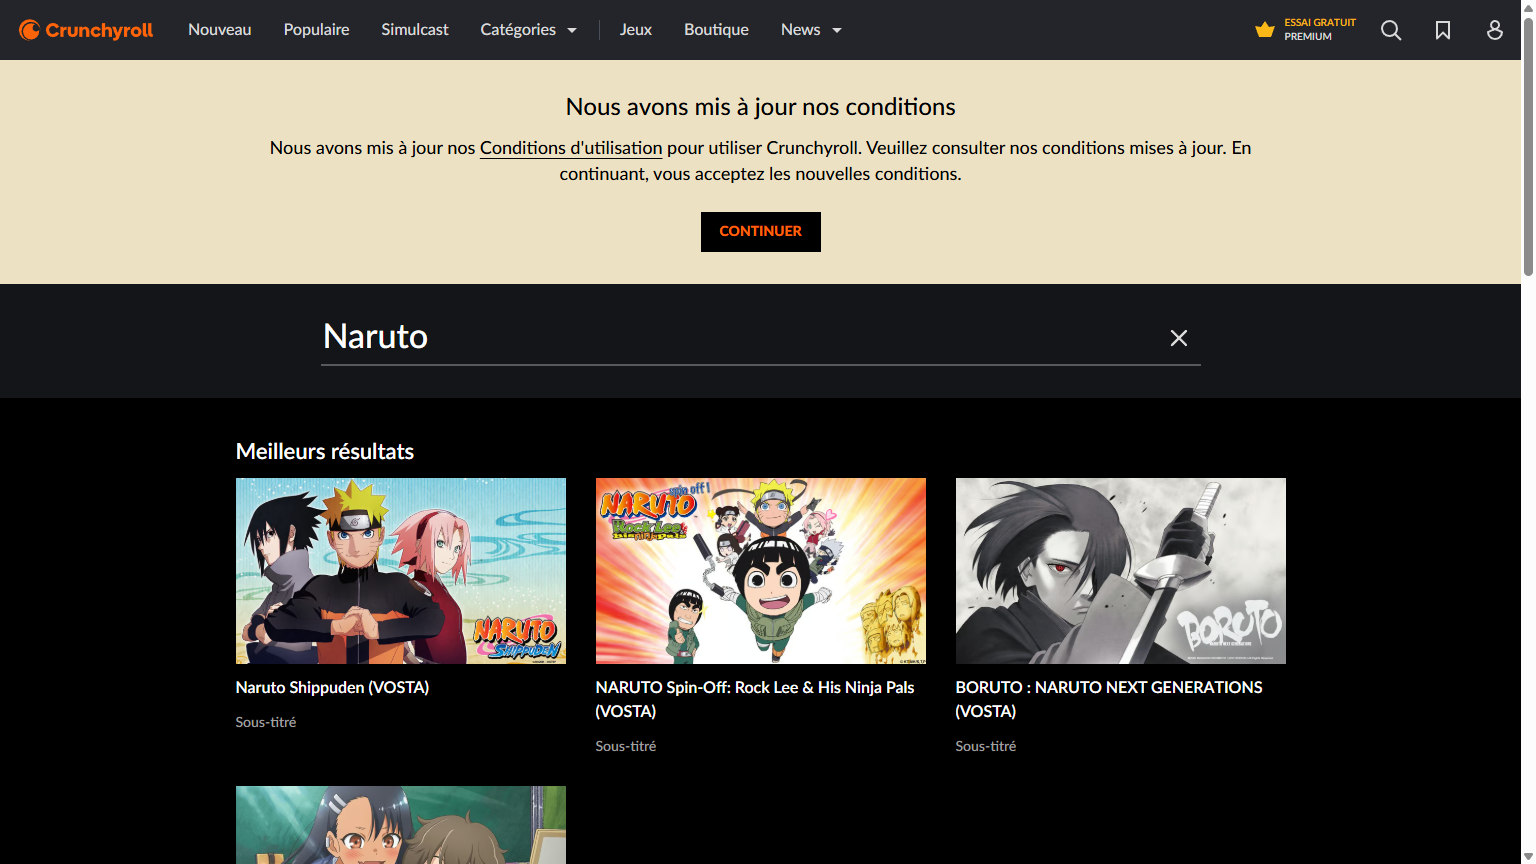 Crunchyroll Nouveau Populaire Simulcast Catégories Jeux Boutique News ESSAI GRATUIT
PREMIUM
Nous avons mis à jour nos conditions
Nous avons mis à jour nos Conditions d'utilisation pour utiliser Crunchyroll. Veuillez consulter nos conditions mises à jour. En
continuant, vous acceptez les nouvelles conditions.
CONTINUER
Naruto
Meilleurs résultats
NARUTO
SHIPPUDEN
Spin off!
NARUTO
Rock Lee
& His Ninja Pals
BORUTO
Naruto Shippuden (VOSTA)
Sous-titré
NARUTO Spin-Off: Rock Lee & His Ninja Pals
(VOSTA)
Sous-titré
BORUTO : NARUTO NEXT GENERATIONS
(VOSTA)
Sous-titré